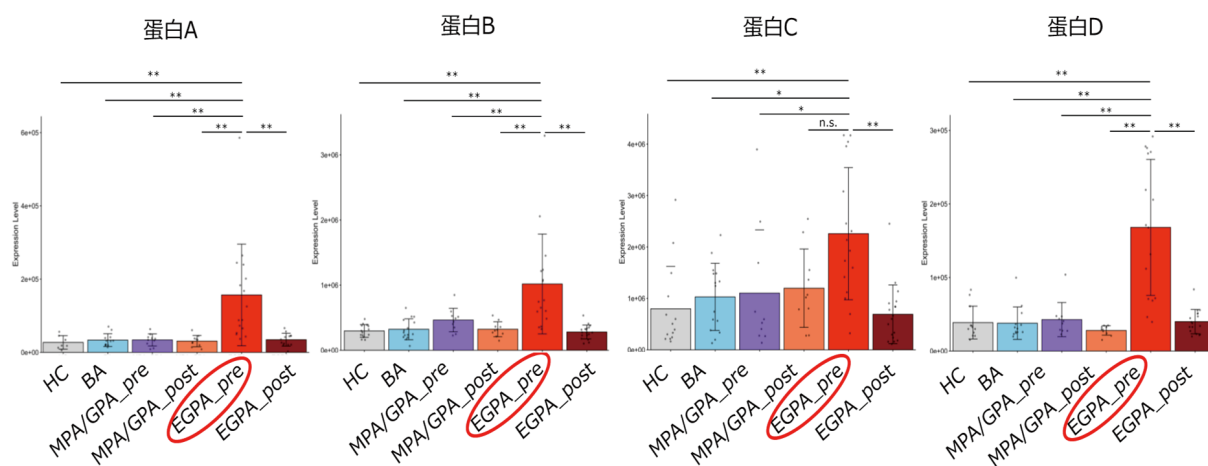 蛋白A
**
**
**
**
**
Expression Level
6e+05
4e+05
2e+05
0e+00
HC
BA
MPA/GPA_pre
MPA/GPA_post
EGPA_pre
EGPA_post
蛋白B
**
**
**
**
**
Expression Level
3e+06
2e+06
1e+06
0e+00
HC
BA
MPA/GPA_pre
MPA/GPA_post
EGPA_pre
EGPA_post
蛋白C
**
*
*
n.s.
**
Expression Level
4e+06
3e+06
2e+06
1e+06
0e+00
HC
BA
MPA/GPA_pre
MPA/GPA_post
EGPA_pre
EGPA_post
蛋白D
**
**
**
**
**
Expression Level
3e+05
2e+05
1e+05
0e+00
HC
BA
MPA/GPA_pre
MPA/GPA_post
EGPA_pre
EGPA_post